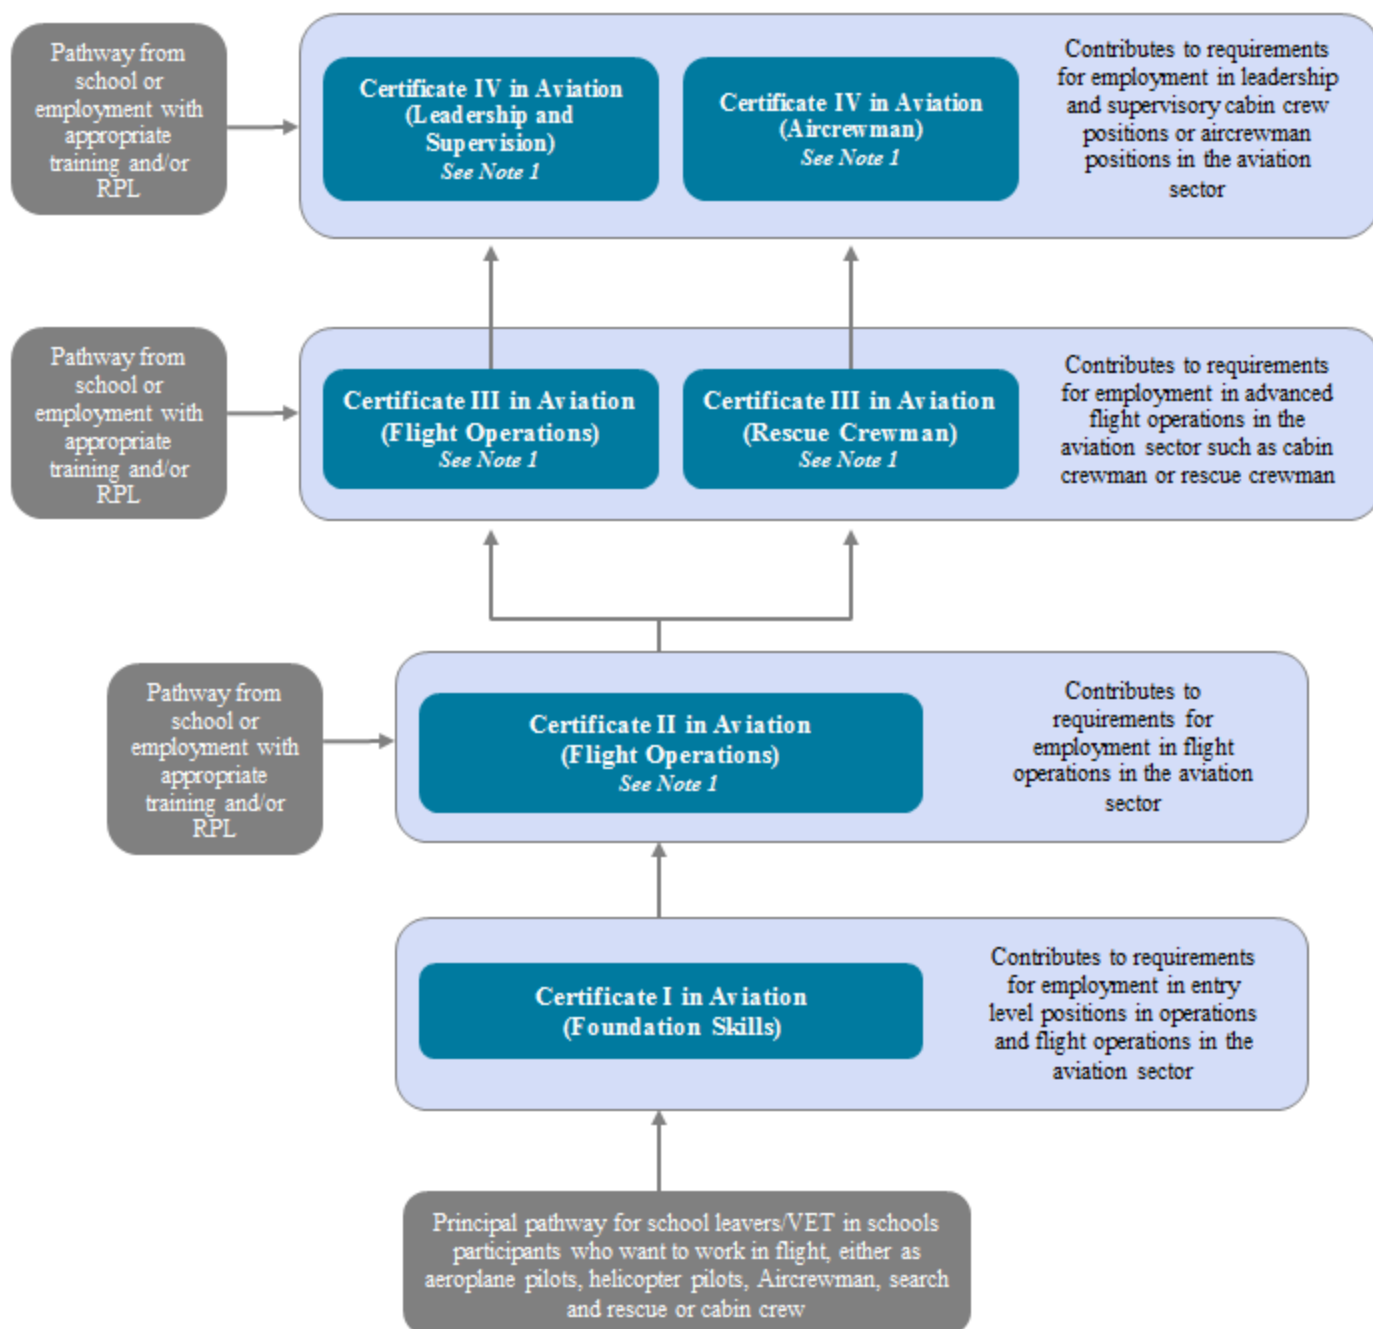 Pathway from
school or
employment with
appropriate
training and/or
RPL
Certificate IV in Aviation
(Leadership and
Supervision)
See Note 1
Certificate IV in Aviation
(Aircrewman)
See Note 1
Contributes to requirements
for employment in leadership
and supervisory cabin crew
positions or aircrewman
positions in the aviation
sector
Pathway from
school or
employment with
appropriate
training and/or
RPL
Certificate III in Aviation
(Flight Operations)
See Note 1
Certificate III in Aviation
(Rescue Crewman)
See Note 1
Contributes to requirements
for employment in advanced
flight operations in the
aviation sector such as cabin
crewman or rescue crewman
Pathway from
school or
employment with
appropriate
training and/or
RPL
Certificate II in Aviation
(Flight Operations)
See Note 1
Contributes to
requirements for
employment in flight
operations in the aviation
sector
Certificate I in Aviation
(Foundation Skills)
Contributes to requirements
for employment in entry
level positions in operations
and flight operations in the
aviation sector
Principal pathway for school leavers/VET in schools
participants who want to work in flight, either as
aeroplane pilots, helicopter pilots, Aircrewman, search
and rescue or cabin crew